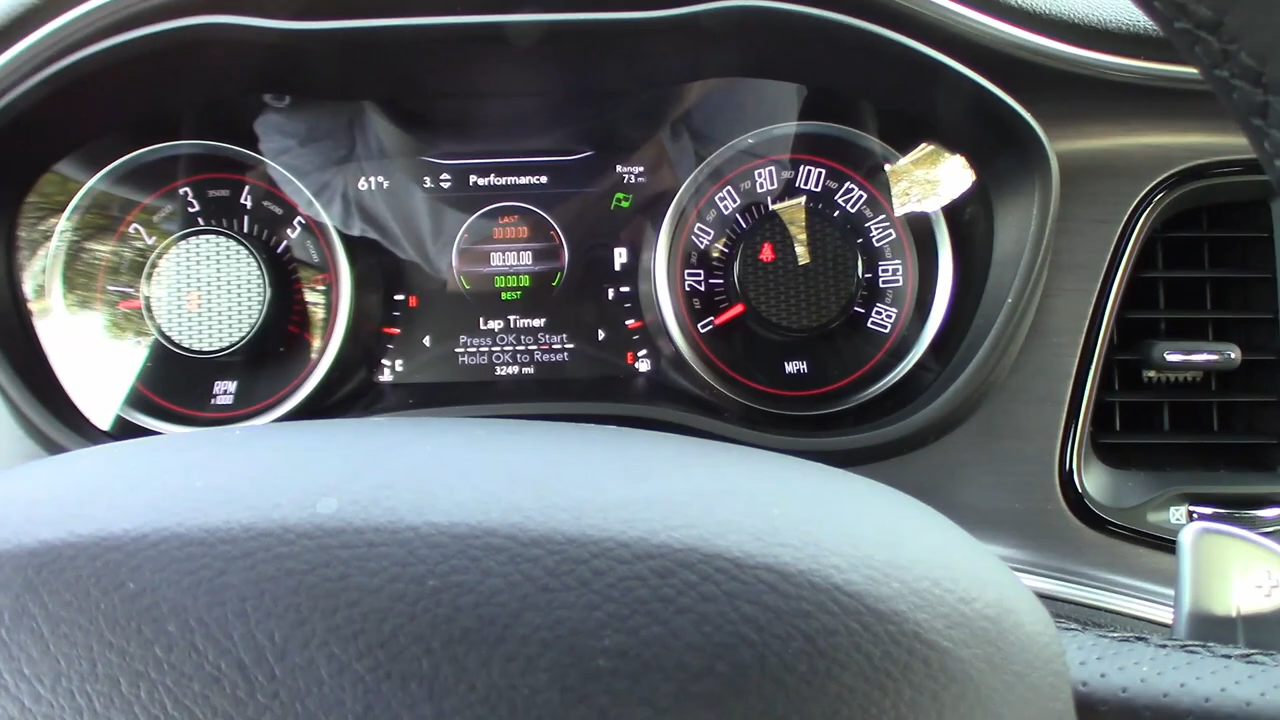 61°F
3.
Performance
Range
73 mi
LAST
00:00.00
00:00.00
00:00.00
BEST
Lap Timer
Press OK to Start
Hold OK to Reset
3249 mi
P
H
C
F
E
2
3
3500
4
4500
5
RPM
x1000
0
10
20
30
40
50
60
70
80
90
100
120
130
140
150
160
170
180
MPH
+